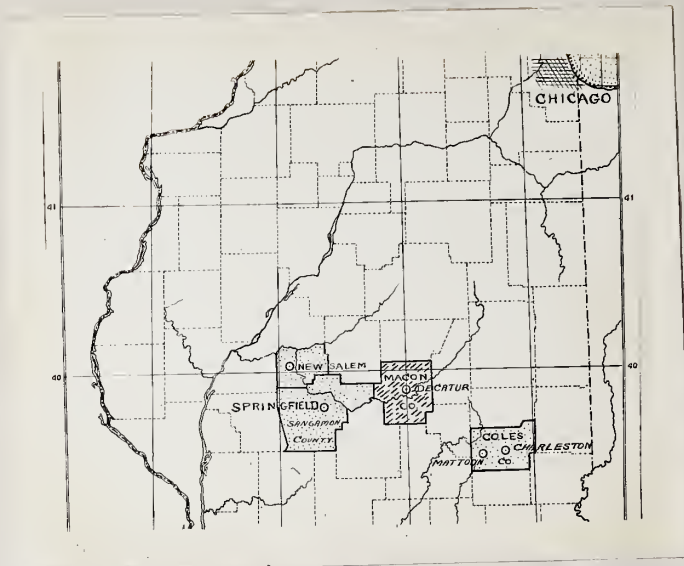 CHICAGO
41
41
40
40
NEW SALEM
MACON
DECATUR
CO.
SPRINGFIELD
SANGAMON
COUNTY
COLES
CHARLESTON
MATTOON
CO.